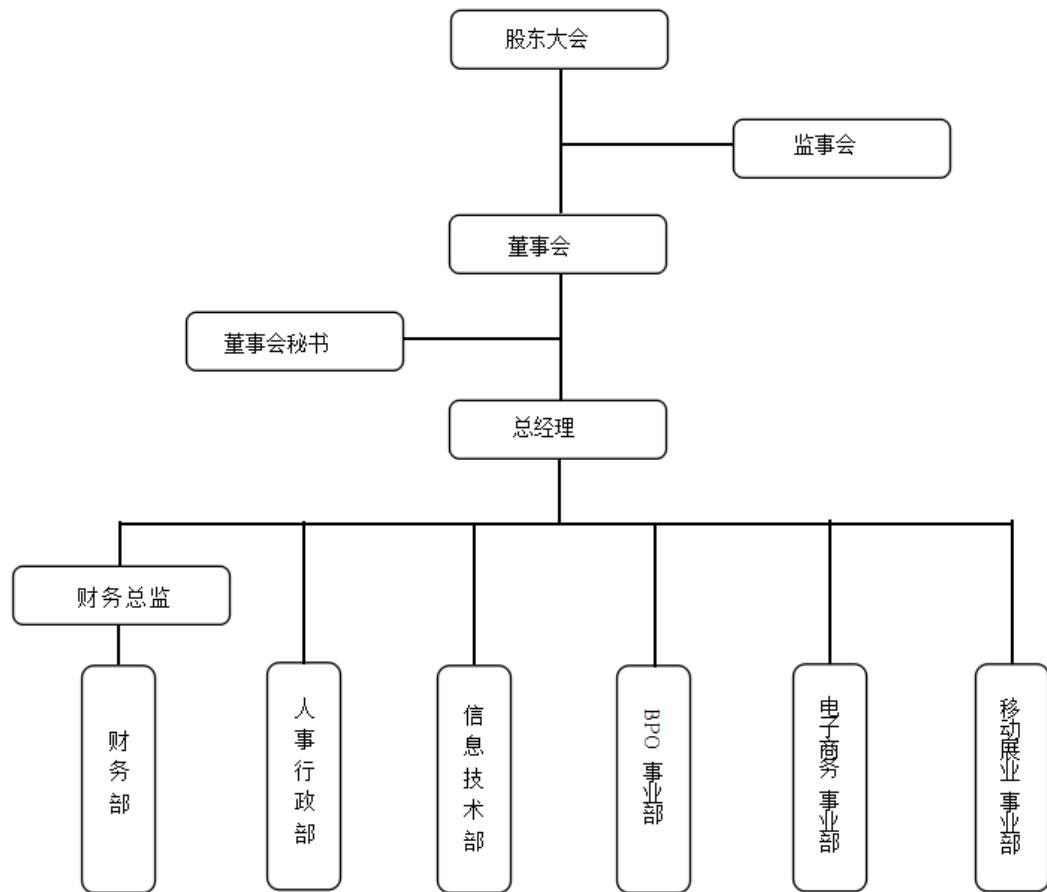 股东大会
监事会
董事会
董事会秘书
总经理
财务总监
财务部
人事行政部
信息技术部
BPO 事业部
电子商务 事业部
移动展业 事业部